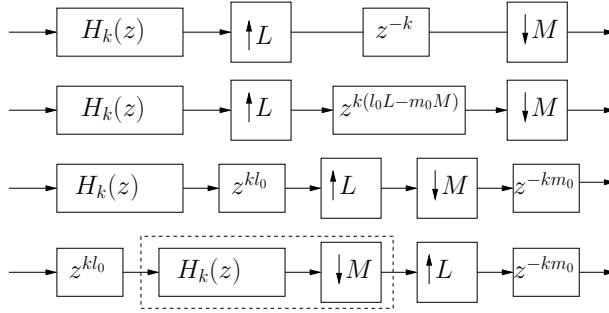 H_k(z) ↑L z^{-k} ↓M
H_k(z) ↑L z^{k(l_0L-m_0M)} ↓M
H_k(z) z^{kl_0} ↑L ↓M z^{-km_0}
z^{kl_0} H_k(z) ↓M ↑L z^{-km_0}